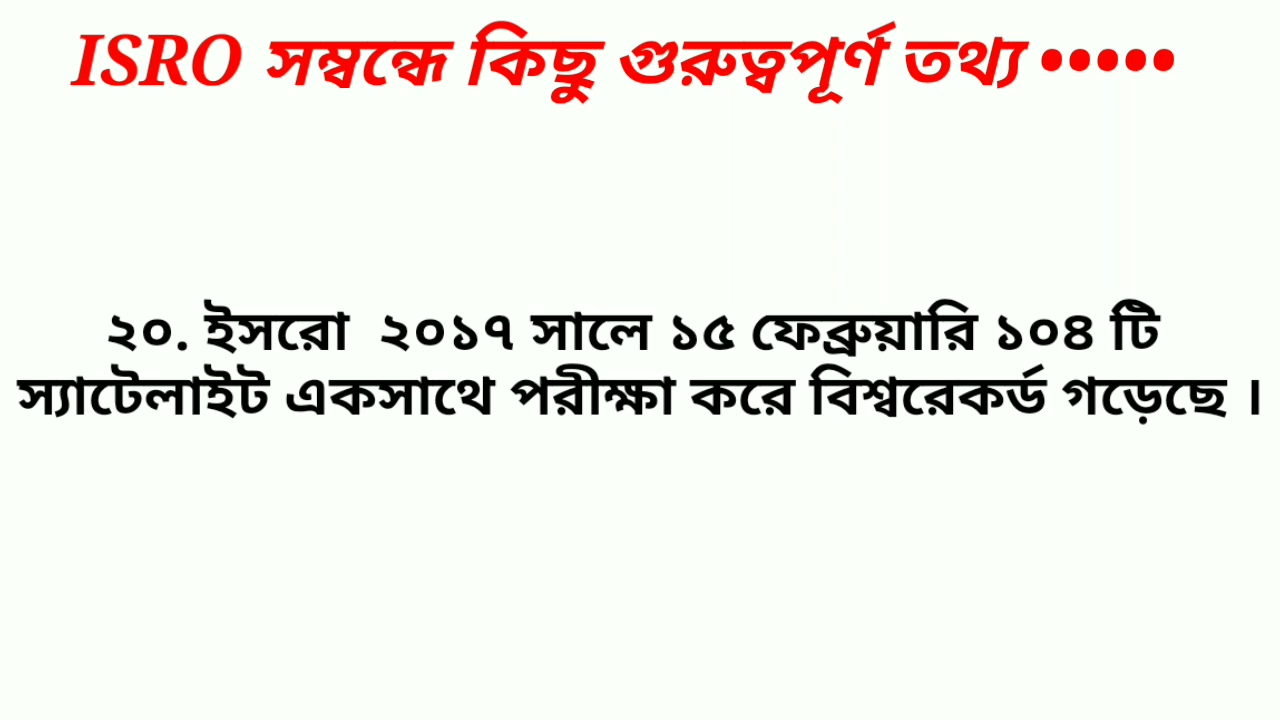 ISRO সম্বন্ধে কিছু গুরুত্বপূর্ণ তথ্য •••••
২০. ইসরো ২০১৭ সালে ১৫ ফেব্রুয়ারি ১০৪ টি
স্যাটেলাইট একসাথে পরীক্ষা করে বিশ্বরেকর্ড গড়েছে ।